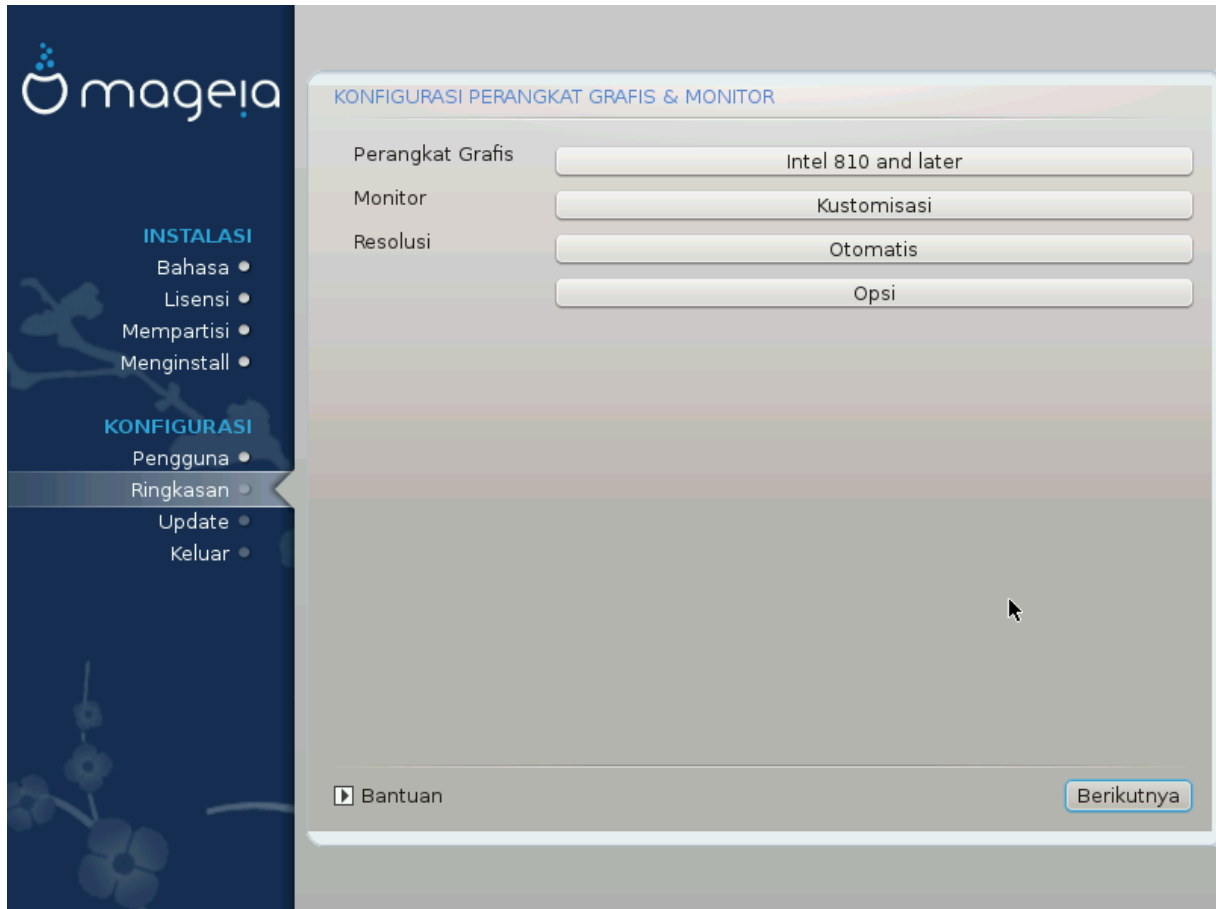 mageia
INSTALASI
Bahasa
Lisensi
Mempartisi
Menginstall
KONFIGURASI
Pengguna
Ringkasan
Update
Keluar
KONFIGURASI PERANGKAT GRAFIS & MONITOR
Perangkat Grafis Intel 810 and later
Monitor Kustomisasi
Resolusi Otomatis
Opsi
Bantuan Berikutnya